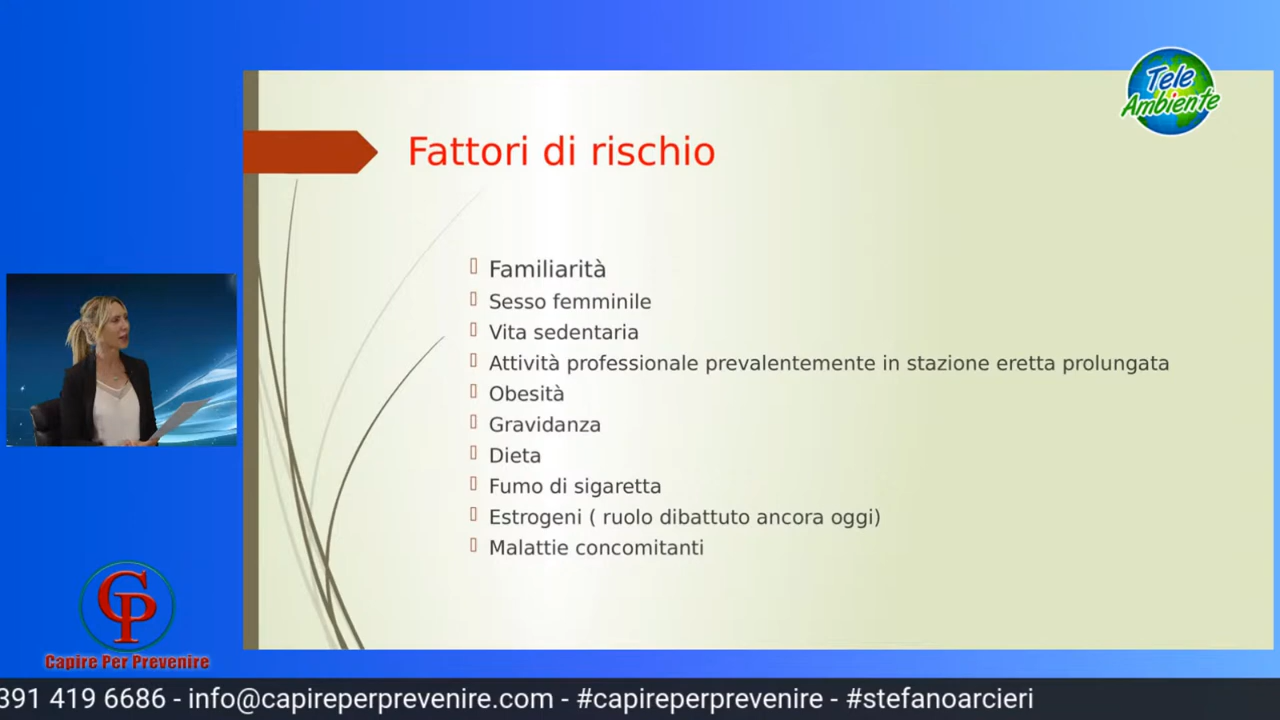 Tele
Ambiente
Fattori di rischio
Familiarità
Sesso femminile
Vita sedentaria
Attività professionale prevalentemente in stazione eretta prolungata
Obesità
Gravidanza
Dieta
Fumo di sigaretta
Estrogeni ( ruolo dibattuto ancora oggi)
Malattie concomitanti
CP
Capire Per Prevenire
391 419 6686 - info@capireperprevenire.com - #capireperprevenire - #stefanoarcieri